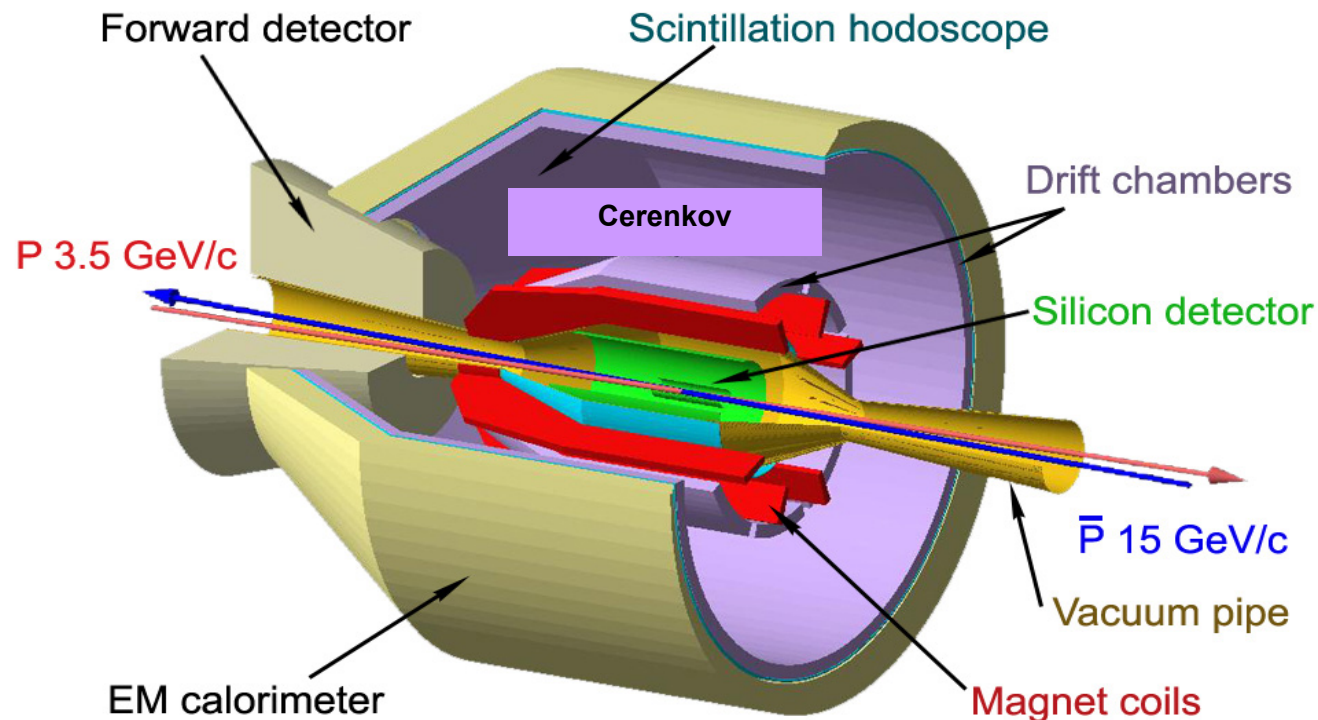 Forward detector
Scintillation hodoscope
Drift chambers
Cerenkov
P 3.5 GeV/c
Silicon detector
P̅ 15 GeV/c
Vacuum pipe
EM calorimeter
Magnet coils